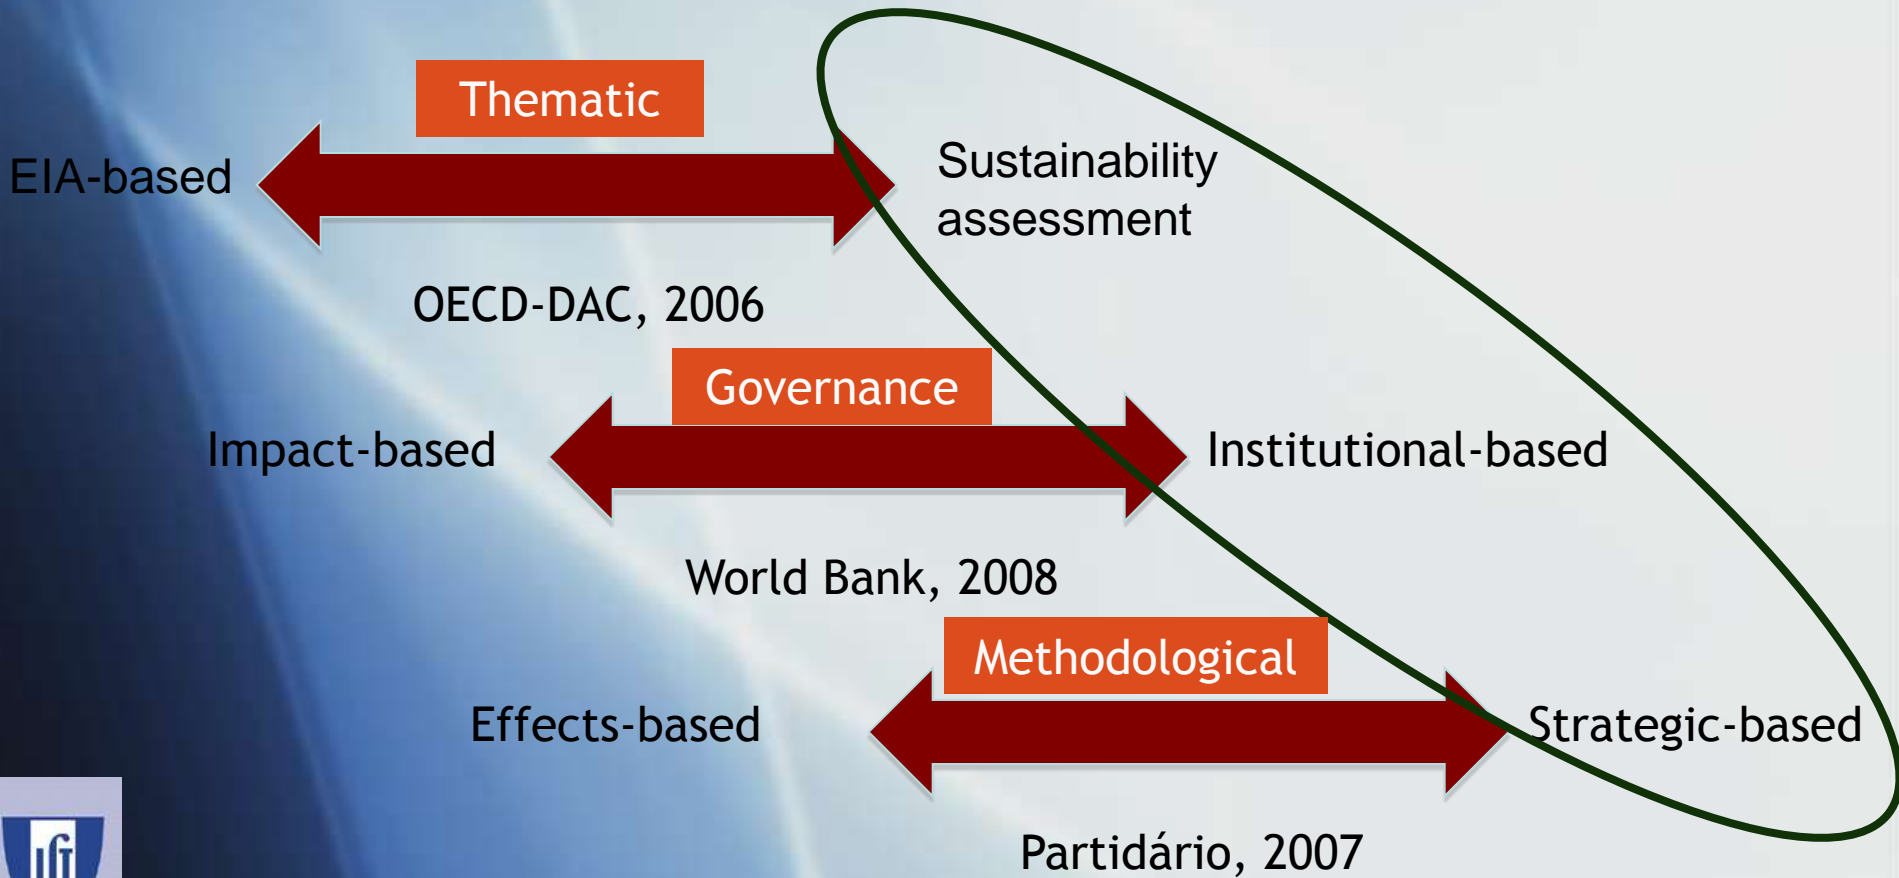 Thematic
EIA-based
Sustainability
assessment
OECD-DAC, 2006
Governance
Impact-based
Institutional-based
World Bank, 2008
Methodological
Effects-based
Strategic-based
Partidário, 2007